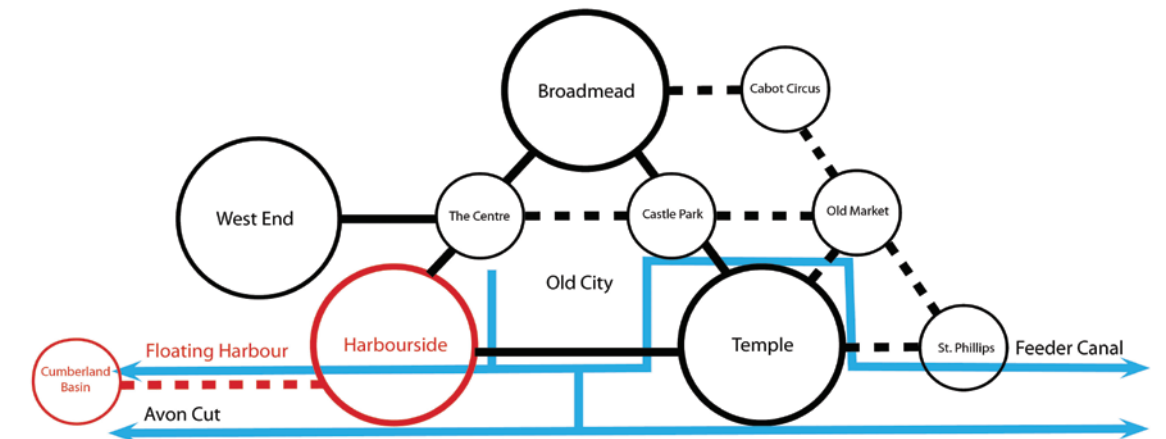 Broadmead
Cabot Circus
West End
The Centre
Castle Park
Old Market
Old City
Floating Harbour
Harbourside
Temple
St. Phillips
Feeder Canal
Cumberland
Basin
Avon Cut